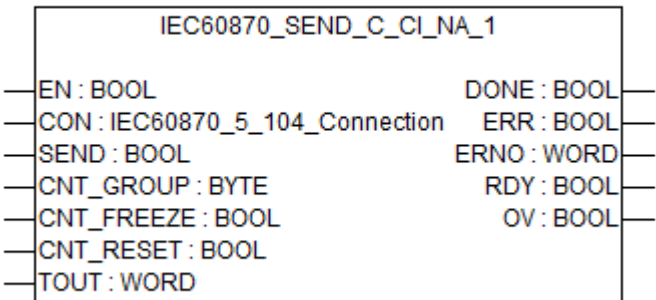 IEC60870_SEND_C_CI_NA_1
EN : BOOL DONE : BOOL
CON : IEC60870_5_104_Connection ERR : BOOL
SEND : BOOL ERNO : WORD
CNT_GROUP : BYTE RDY : BOOL
CNT_FREEZE : BOOL OV : BOOL
CNT_RESET : BOOL
TOUT : WORD